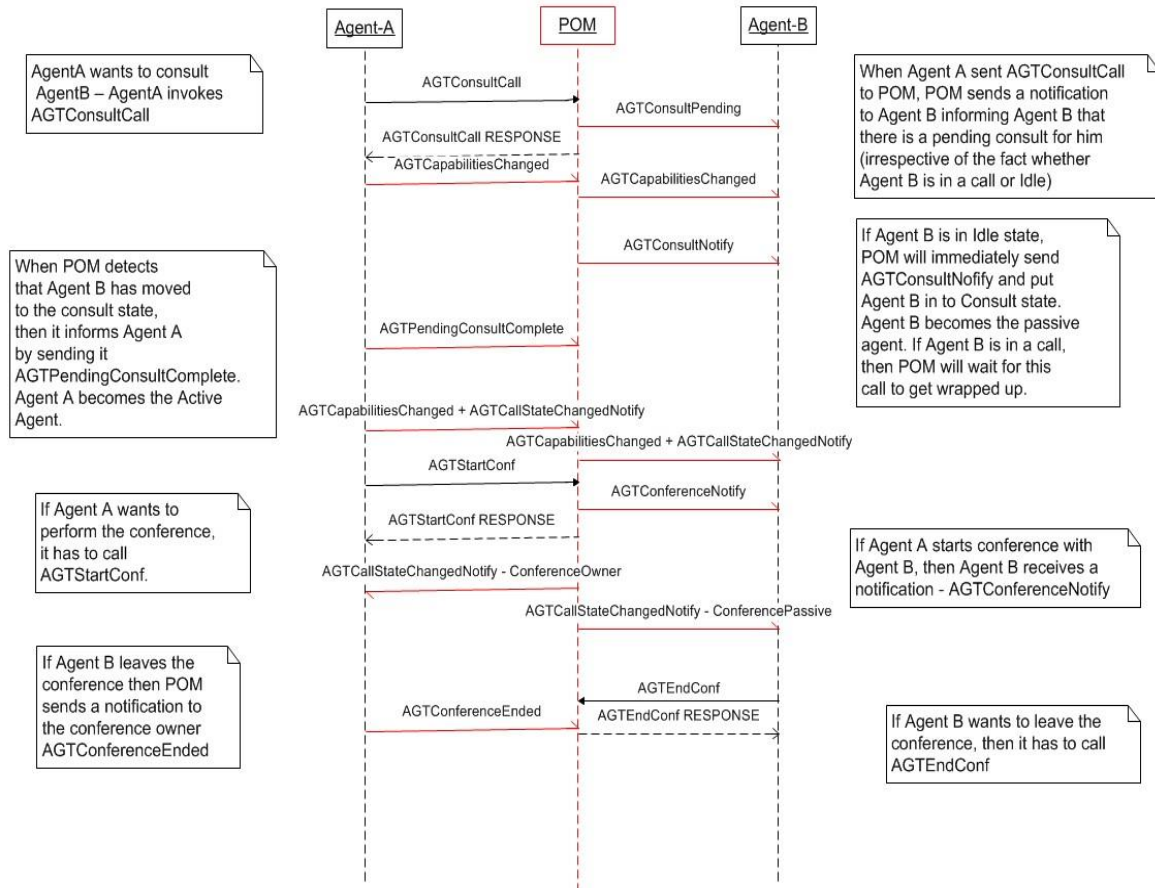 Agent-A
POM
Agent-B
AgentA wants to consult
AgentB – AgentA invokes
AGTConsultCall
AGTConsultCall
When Agent A sent AGTConsultCall
to POM, POM sends a notification
to Agent B informing Agent B that
there is a pending consult for him
(irrespective of the fact whether
Agent B is in a call or Idle)
AGTConsultPending
AGTConsultCall RESPONSE
AGTCapabilitiesChanged
AGTCapabilitiesChanged
AGTConsultNotify
If Agent B is in Idle state,
POM will immediately send
AGTConsultNofify and put
Agent B in to Consult state.
Agent B becomes the passive
agent. If Agent B is in a call,
then POM will wait for this
call to get wrapped up.
When POM detects
that Agent B has moved
to the consult state,
then it informs Agent A
by sending it
AGTPendingConsultComplete.
Agent A becomes the Active
Agent.
AGTPendingConsultComplete
AGTCapabilitiesChanged + AGTCallStateChangedNotify
AGTCapabilitiesChanged + AGTCallStateChangedNotify
AGTStartConf
AGTConferenceNotify
If Agent A wants to
perform the conference,
it has to call
AGTStartConf.
AGTStartConf RESPONSE
If Agent A starts conference with
Agent B, then Agent B receives a
notification - AGTConferenceNotify
AGTCallStateChangedNotify - ConferenceOwner
AGTCallStateChangedNotify - ConferencePassive
If Agent B leaves the
conference then POM
sends a notification to
the conference owner
AGTConferenceEnded
AGTEndConf
AGTConferenceEnded
AGTEndConf RESPONSE
If Agent B wants to leave the
conference, then it has to call
AGTEndConf